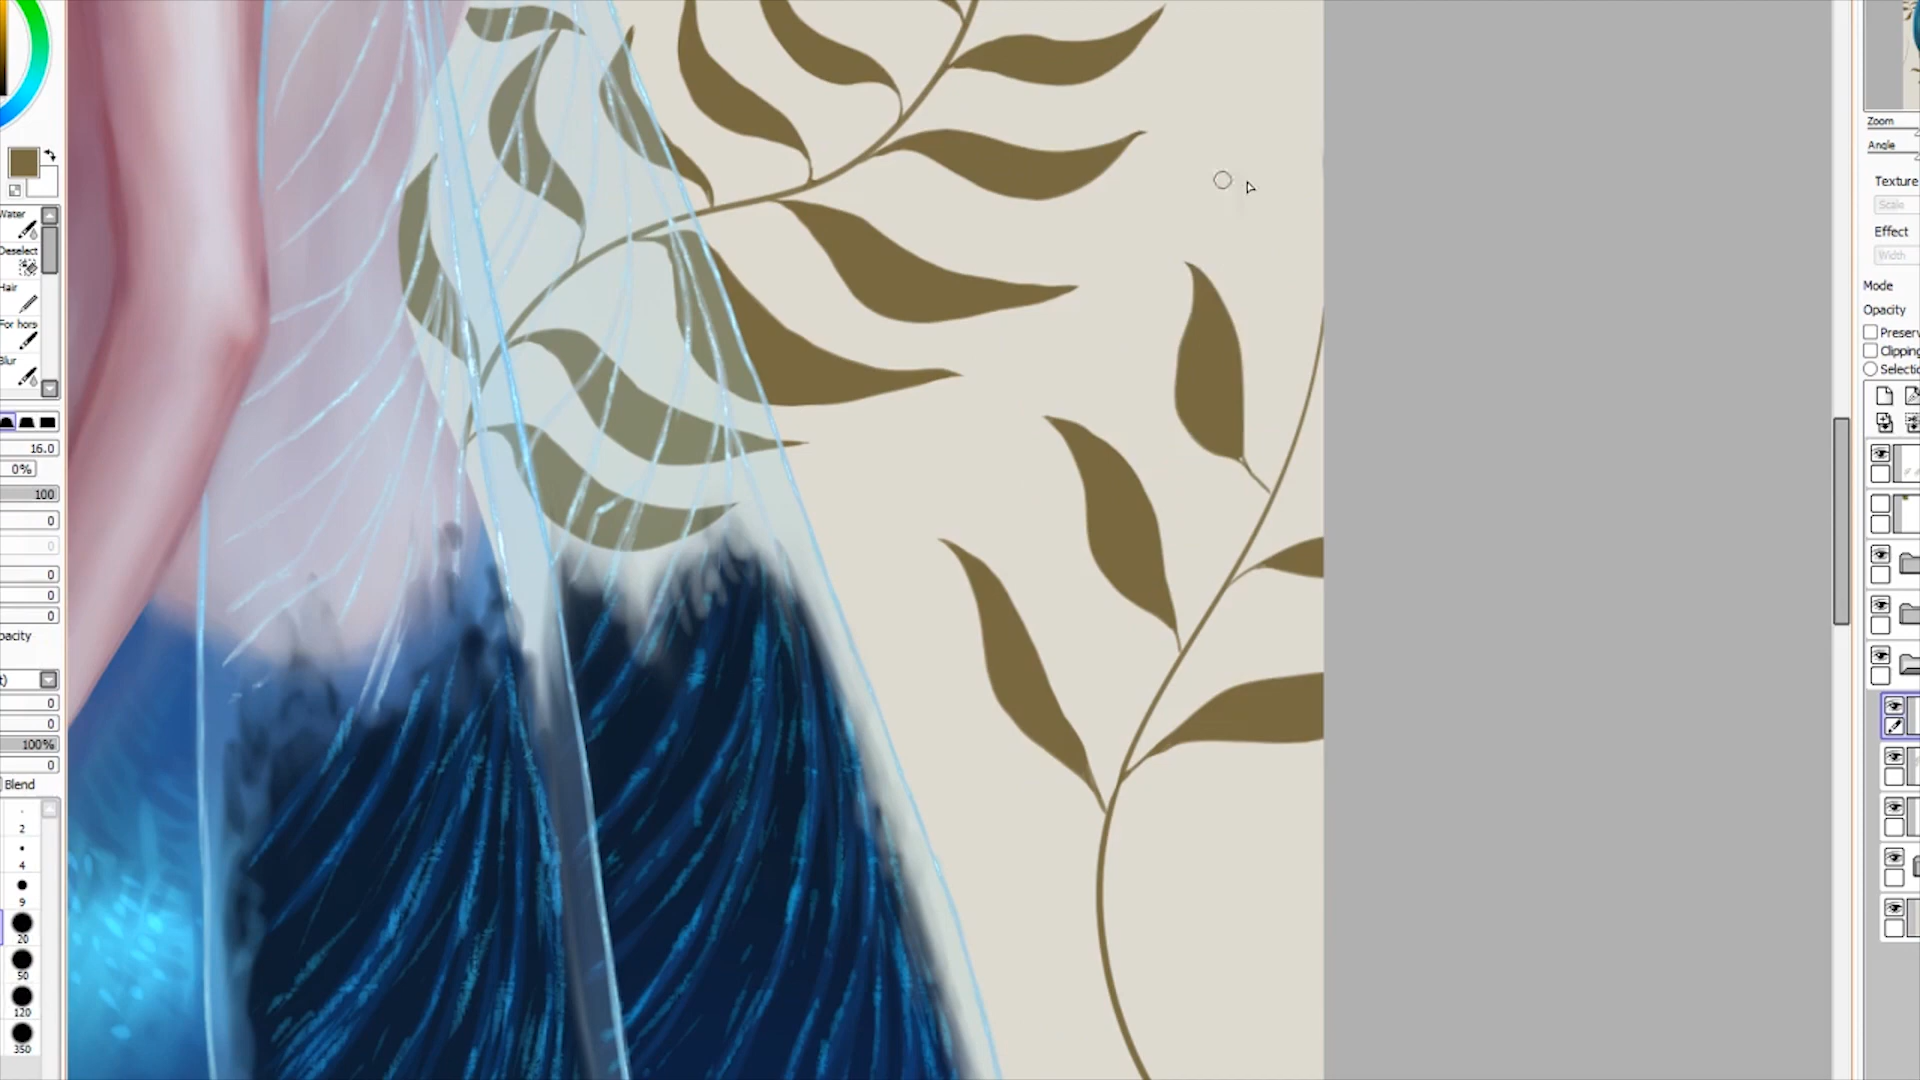 Water
Deselect
Hair
For hors
Blur
16.0
0%
100
0
0
0
0
0
pacity
t)
0
0
100%
0
Blend
2
4
9
20
50
120
350
Zoom
Angle
Texture
Scale
Effect
Width
Mode
Opacity
Preserv
Clipping
Selectio